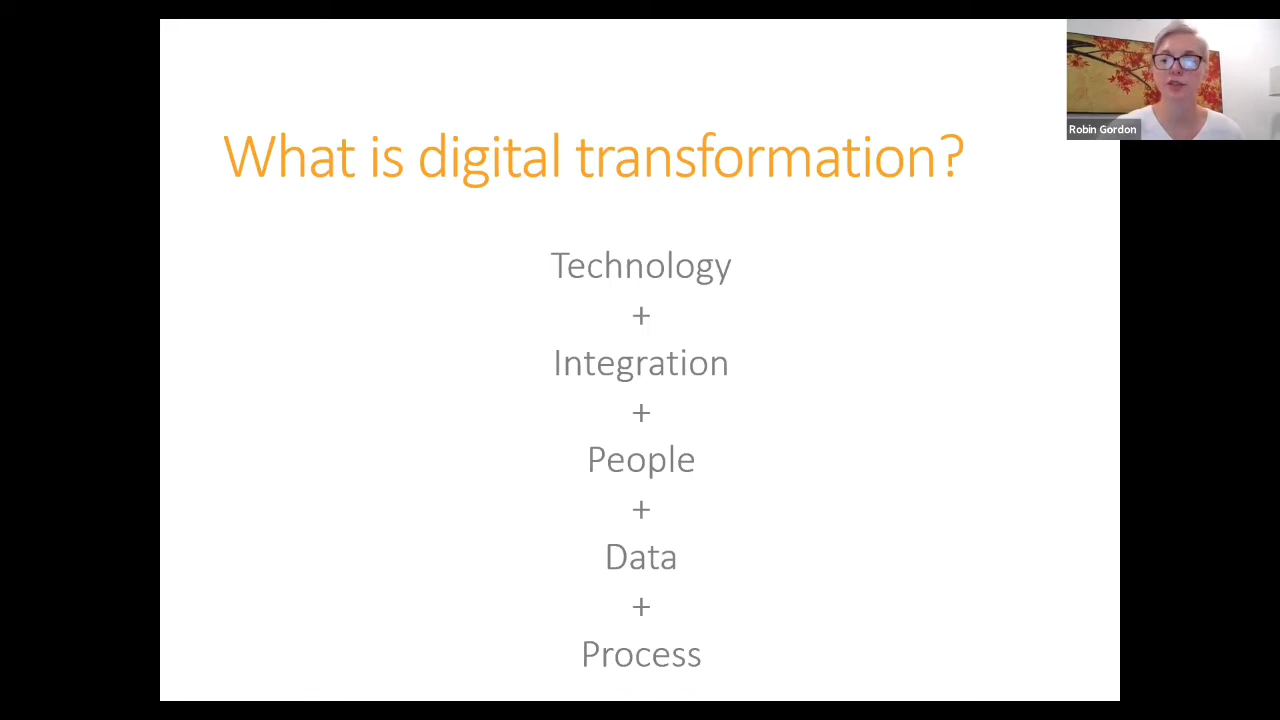 What is digital transformation?
Technology
+
Integration
+
People
+
Data
+
Process
Robin Gordon